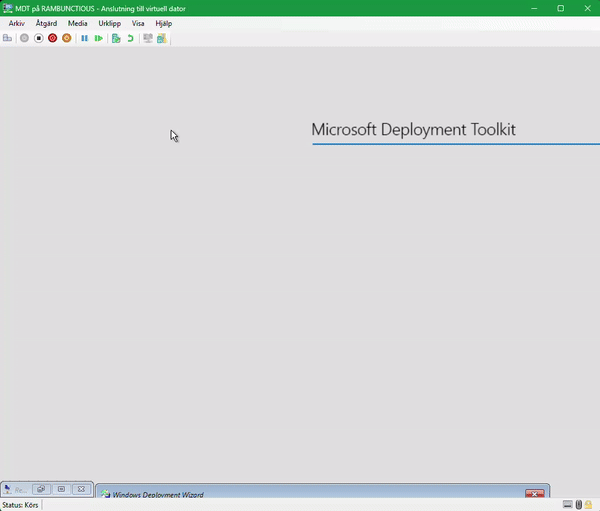 MDT på RAMBUNCTIOUS - Anslutning till virtuell dator
Arkiv Åtgärd Media Urklipp Visa Hjälp
Microsoft Deployment Toolkit
Re...
Windows Deployment Wizard
Status: Körs